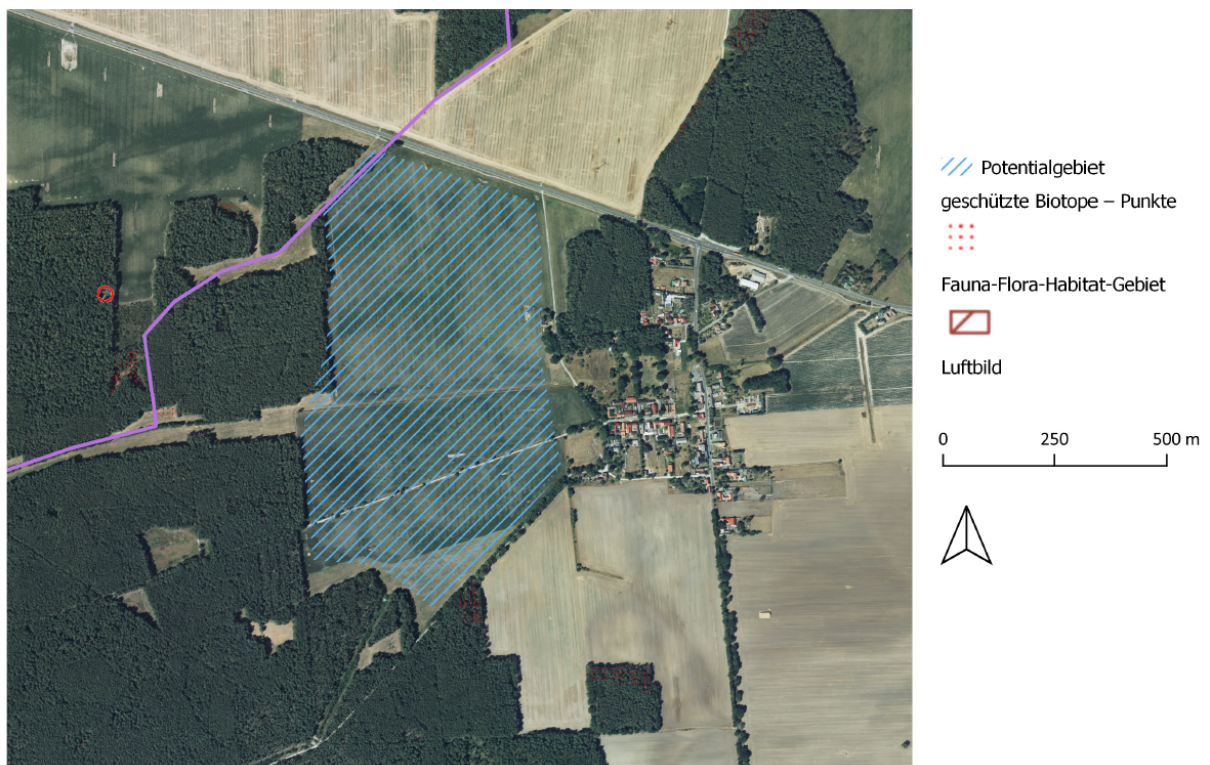 Potentialgebiet
geschützte Biotope – Punkte
Fauna-Flora-Habitat-Gebiet
Luftbild
0 250 500 m